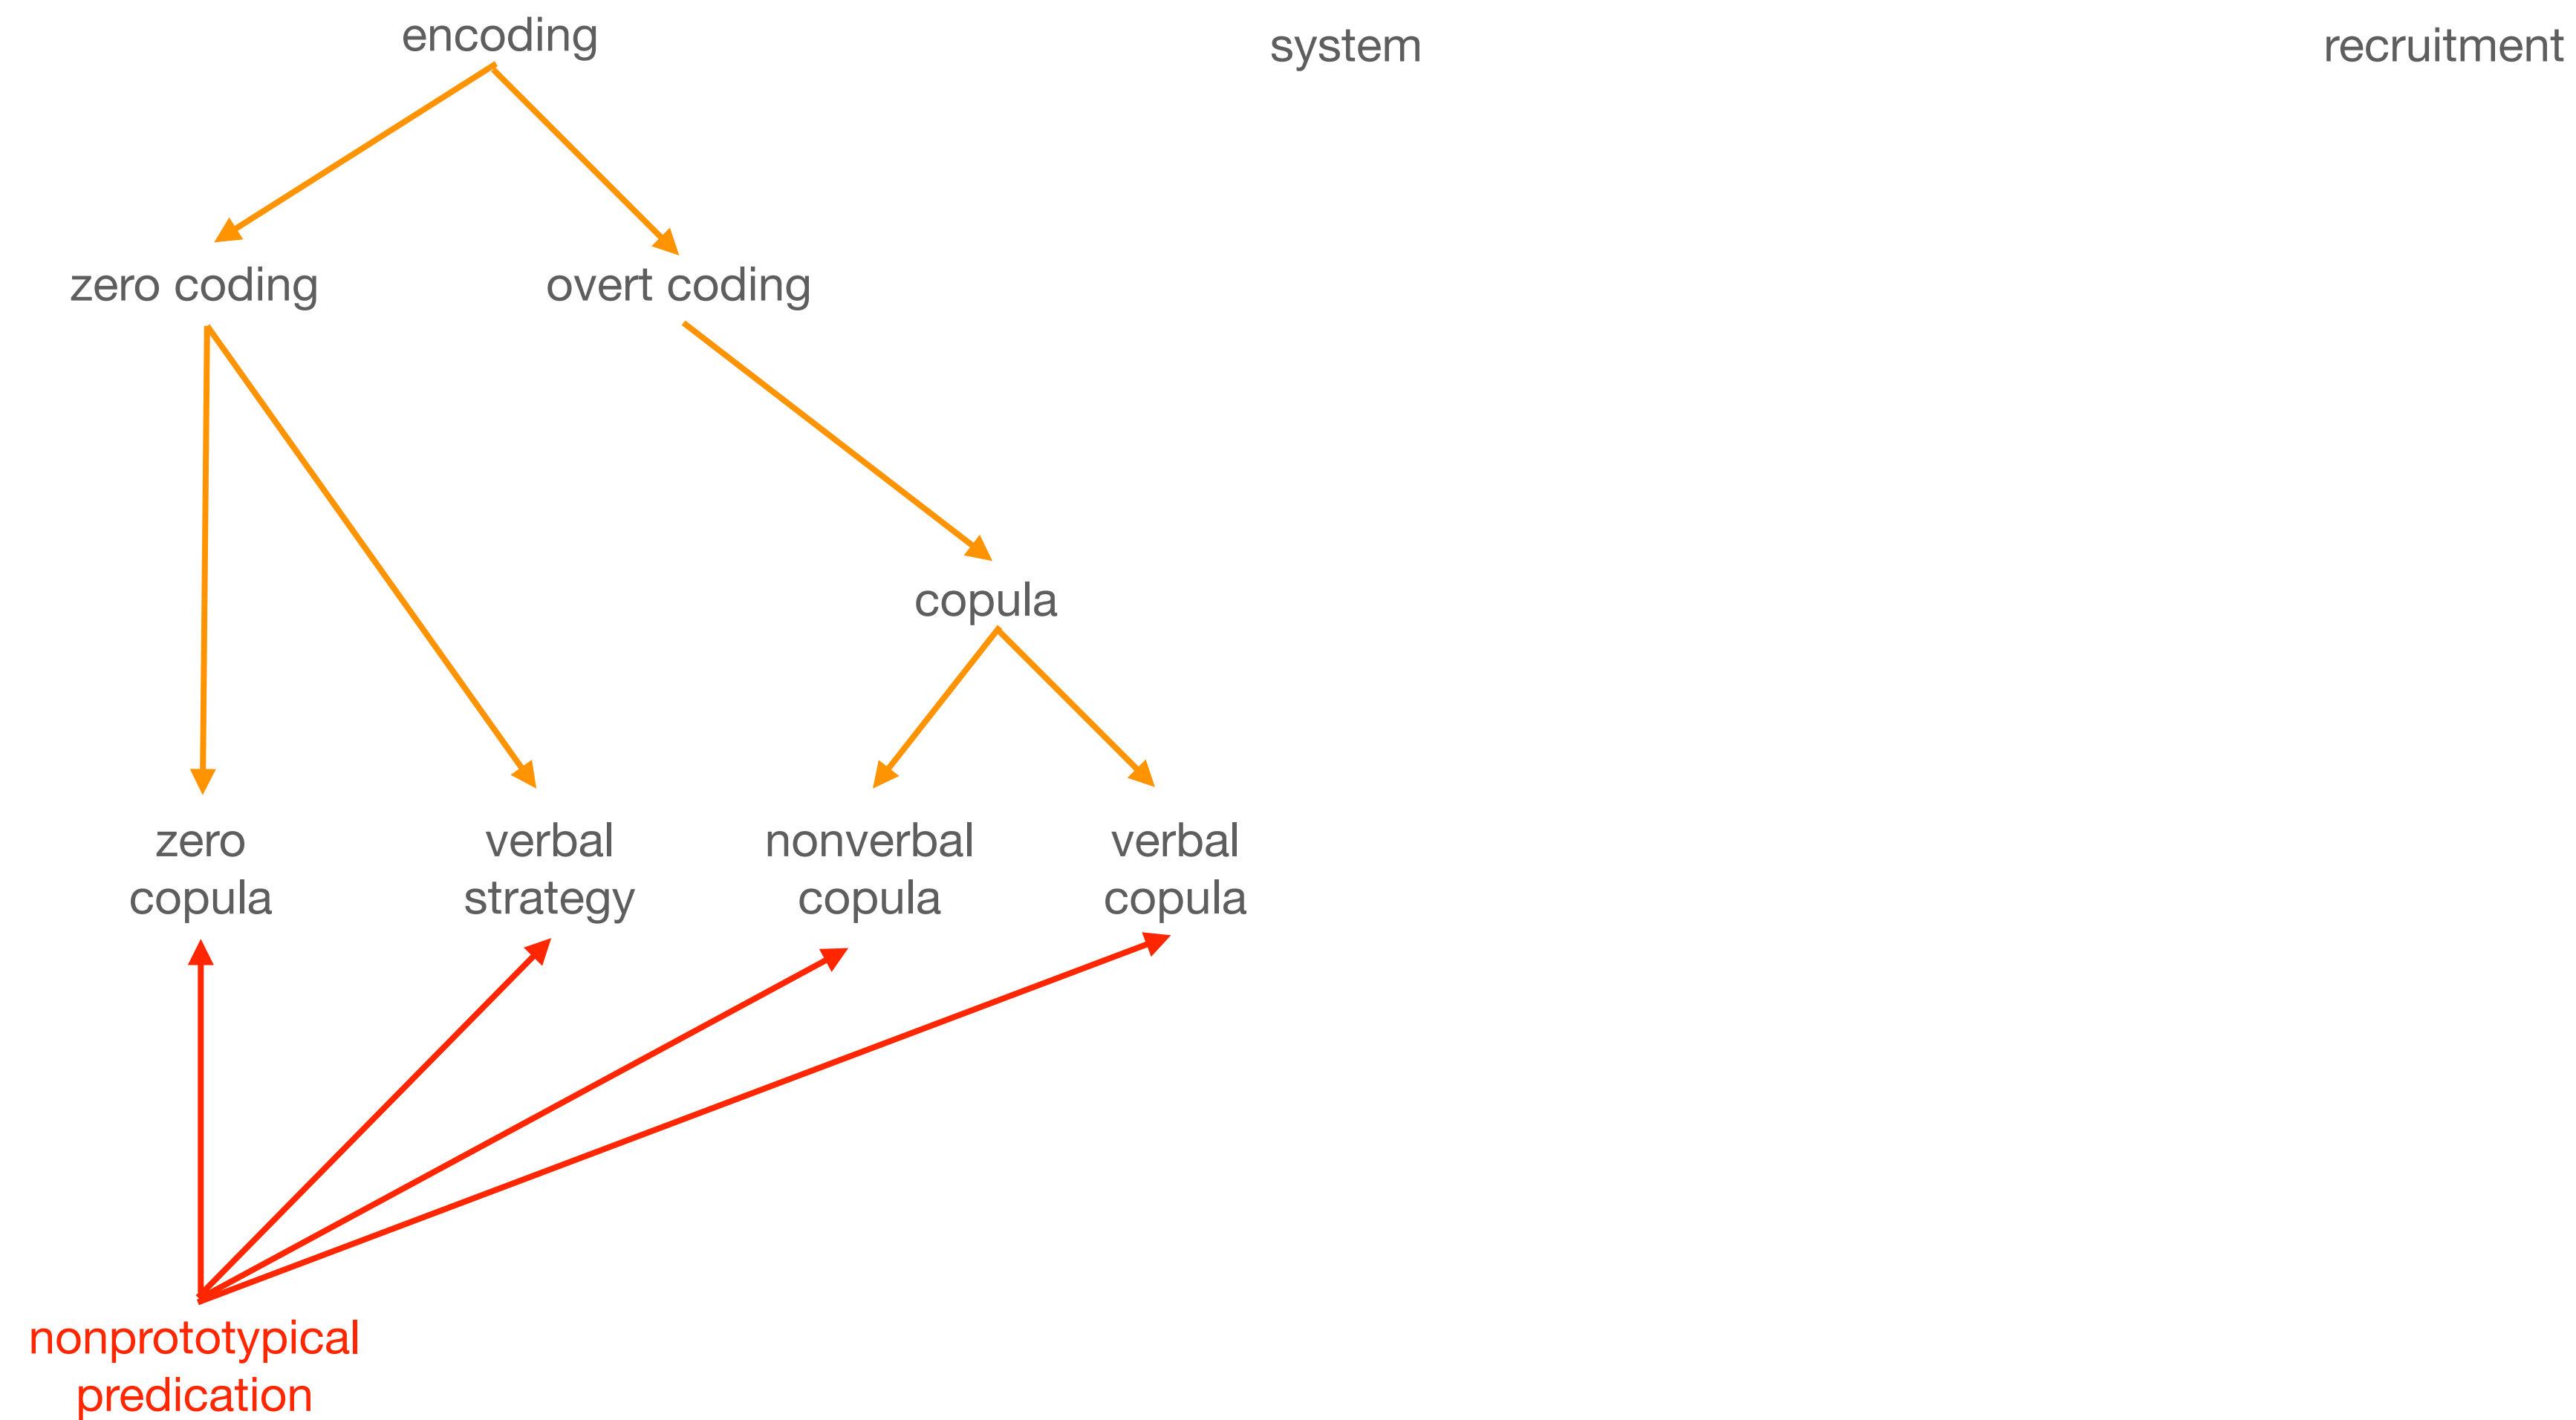 encoding
system
recruitment
zero coding
overt coding
copula
zero
copula
verbal
strategy
nonverbal
copula
verbal
copula
nonprototypical
predication